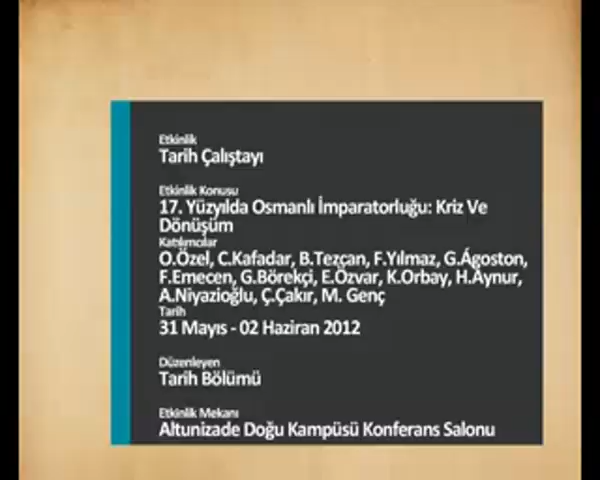 Etkinlik
Tarih Çalıştayı
Etkinlik Konusu
17. Yüzyılda Osmanlı İmparatorluğu: Kriz Ve
Dönüşüm
Katılımcılar
O.Özel, C.Kafadar, B.Tezcan, F.Yılmaz, G.Ágoston,
F.Emecen, G.Börekçi, E.Özvar, K.Orbay, H.Aynur,
A.Niyazioğlu, Ç.Çakır, M. Genç
Tarih
31 Mayıs - 02 Haziran 2012
Düzenleyen
Tarih Bölümü
Etkinlik Mekanı
Altunizade Doğu Kampüsü Konferans Salonu